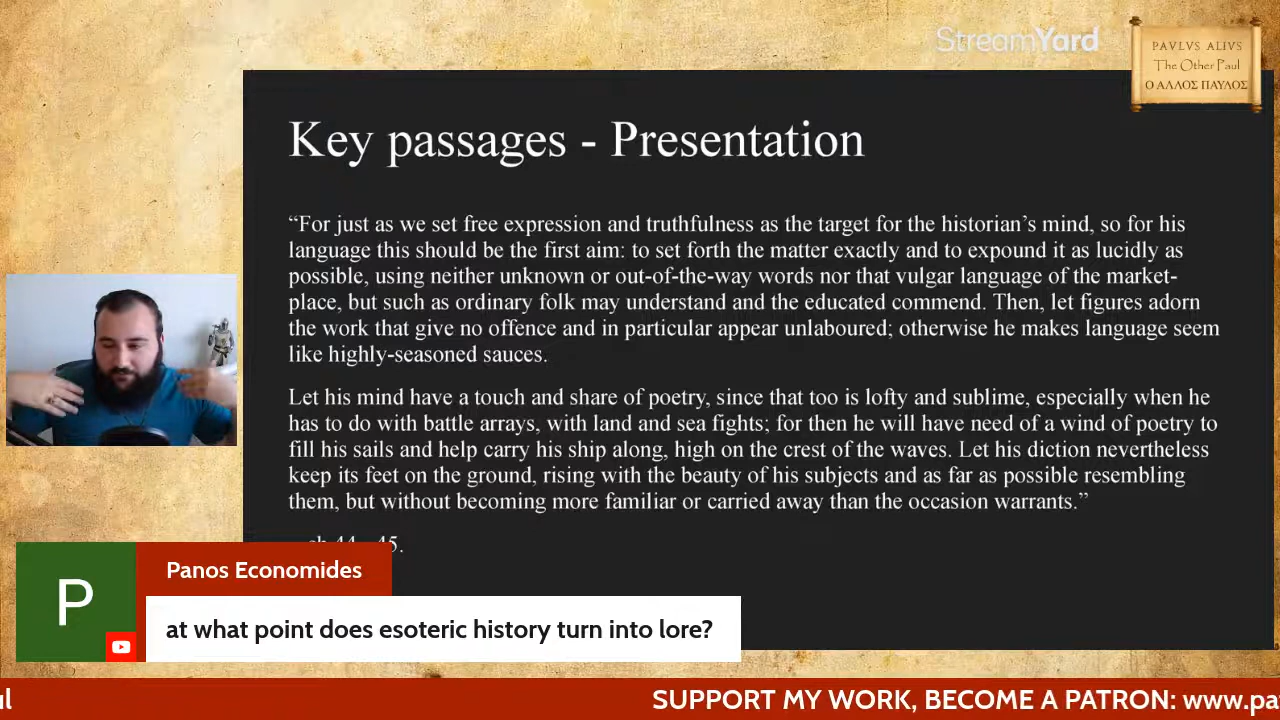 StreamYard
PAVLVS ALIVS
The Other Paul
Ο ΑΛΛΟΣ ΠΑΥΛΟΣ
Key passages - Presentation
“For just as we set free expression and truthfulness as the target for the historian’s mind, so for his
language this should be the first aim: to set forth the matter exactly and to expound it as lucidly as
possible, using neither unknown or out-of-the-way words nor that vulgar language of the market-
place, but such as ordinary folk may understand and the educated commend. Then, let figures adorn
the work that give no offence and in particular appear unlaboured; otherwise he makes language seem
like highly-seasoned sauces.
Let his mind have a touch and share of poetry, since that too is lofty and sublime, especially when he
has to do with battle arrays, with land and sea fights; for then he will have need of a wind of poetry to
fill his sails and help carry his ship along, high on the crest of the waves. Let his diction nevertheless
keep its feet on the ground, rising with the beauty of his subjects and as far as possible resembling
them, but without becoming more familiar or carried away than the occasion warrants.”
45.
P
Panos Economides
at what point does esoteric history turn into lore?
SUPPORT MY WORK, BECOME A PATRON: www.pa